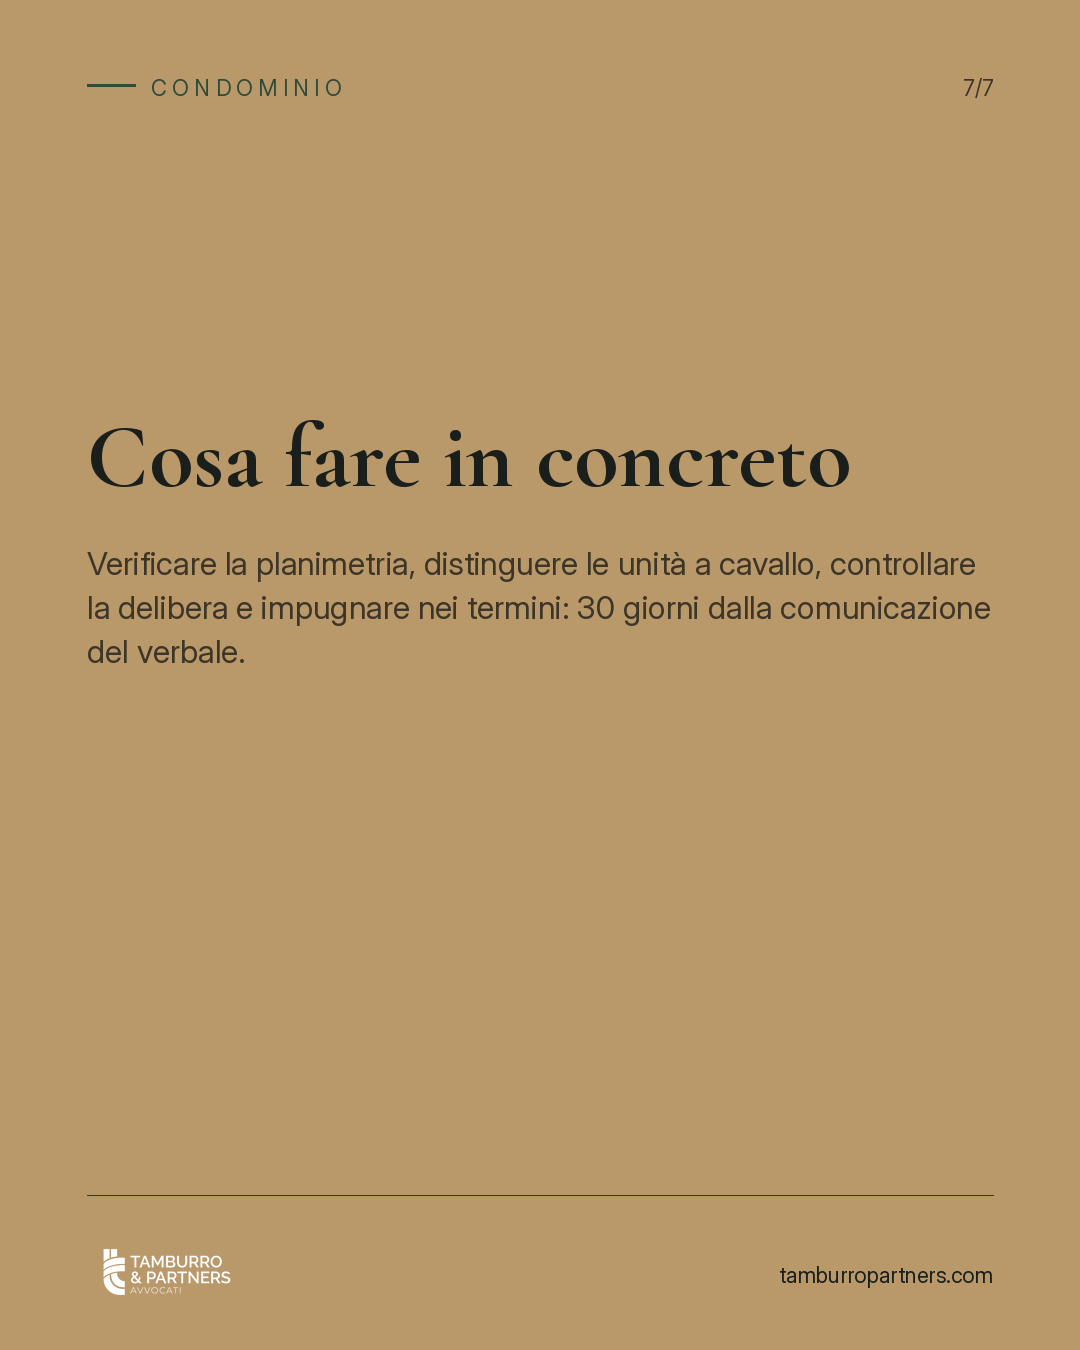 CONDOMINIO
7/7
Cosa fare in concreto
Verificare la planimetria, distinguere le unità a cavallo, controllare
la delibera e impugnare nei termini: 30 giorni dalla comunicazione
del verbale.
TAMBURRO
& PARTNERS
AVVOCATI
tamburropartners.com